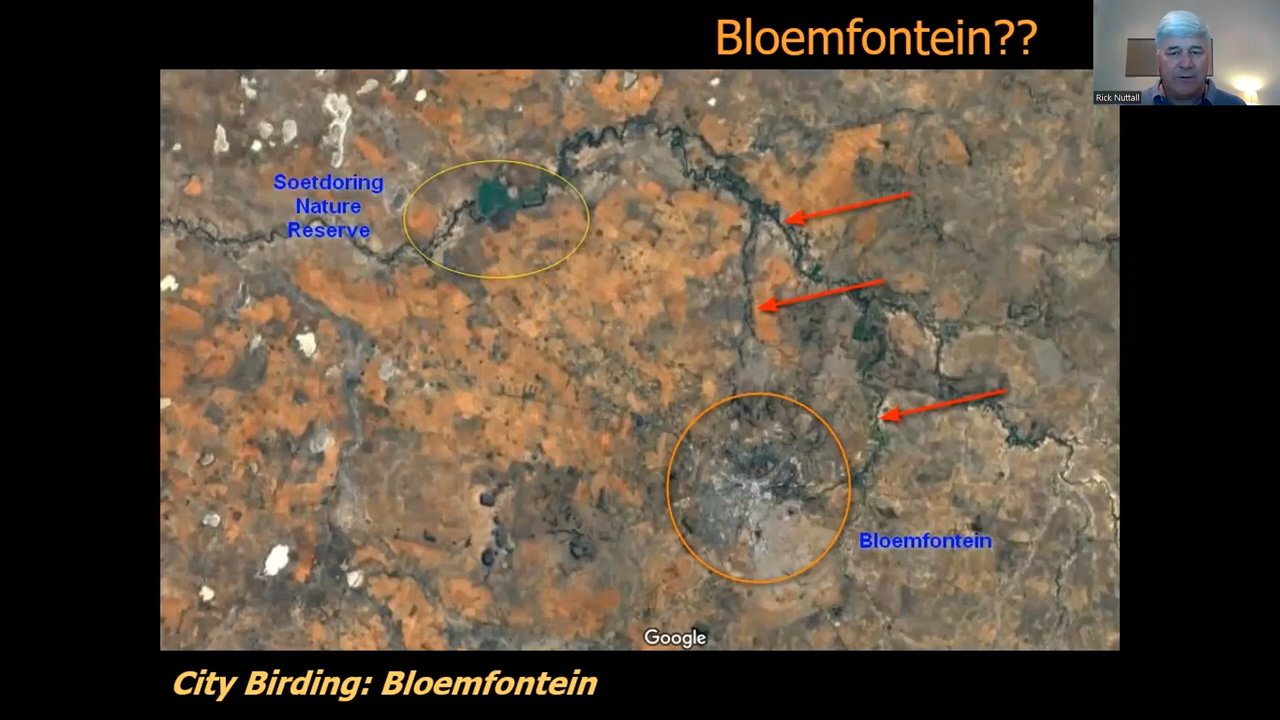 Bloemfontein??
Rick Nuttall
Soetdoring
Nature
Reserve
Bloemfontein
Google
City Birding: Bloemfontein